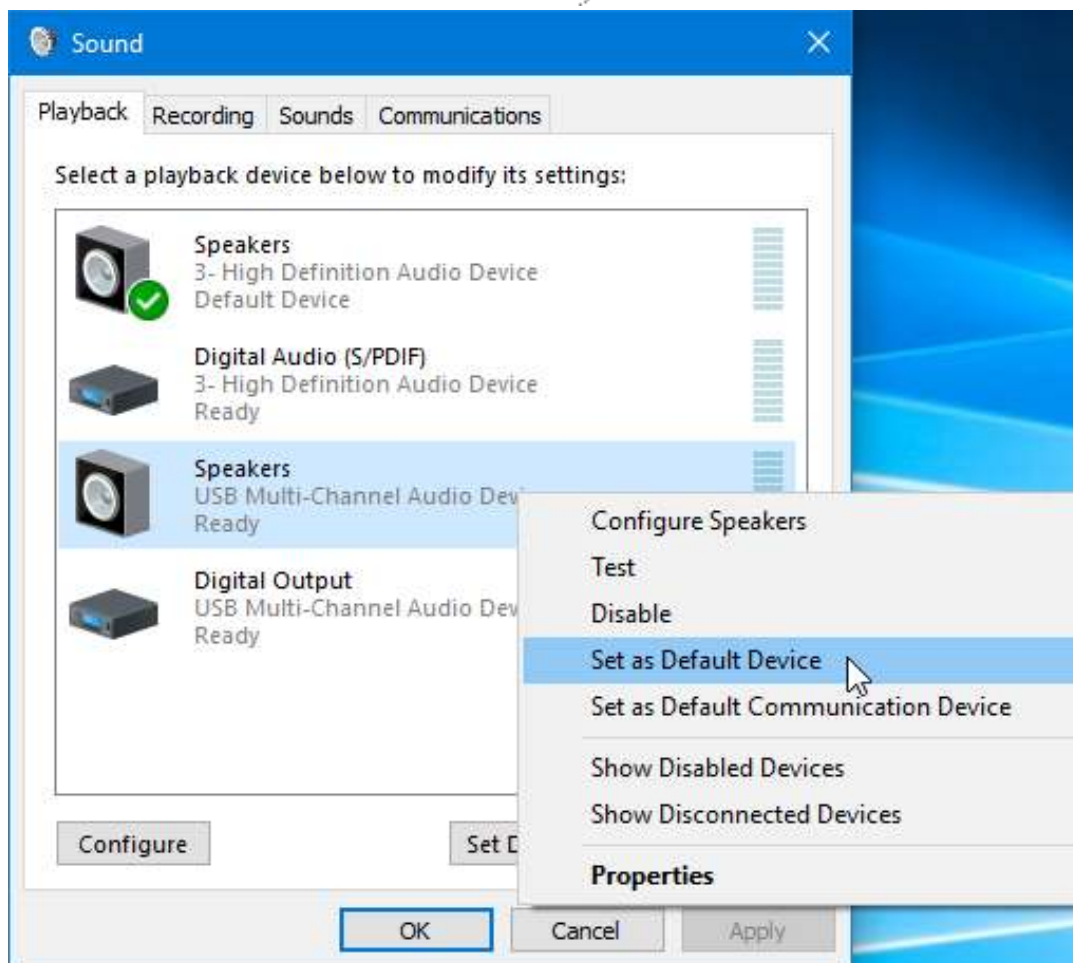 Sound
Playback
Recording
Sounds
Communications
Select a playback device below to modify its settings:
Speakers
3- High Definition Audio Device
Default Device
Digital Audio (S/PDIF)
3- High Definition Audio Device
Ready
Speakers
USB Multi-Channel Audio
Ready
Digital Output
USB Multi-Channel Audio
Ready
Configure Speakers
Test
Disable
Set as Default Device
Set as Default Communication Device
Show Disabled Devices
Show Disconnected Devices
Properties
Configure
Set
OK
Cancel
Apply